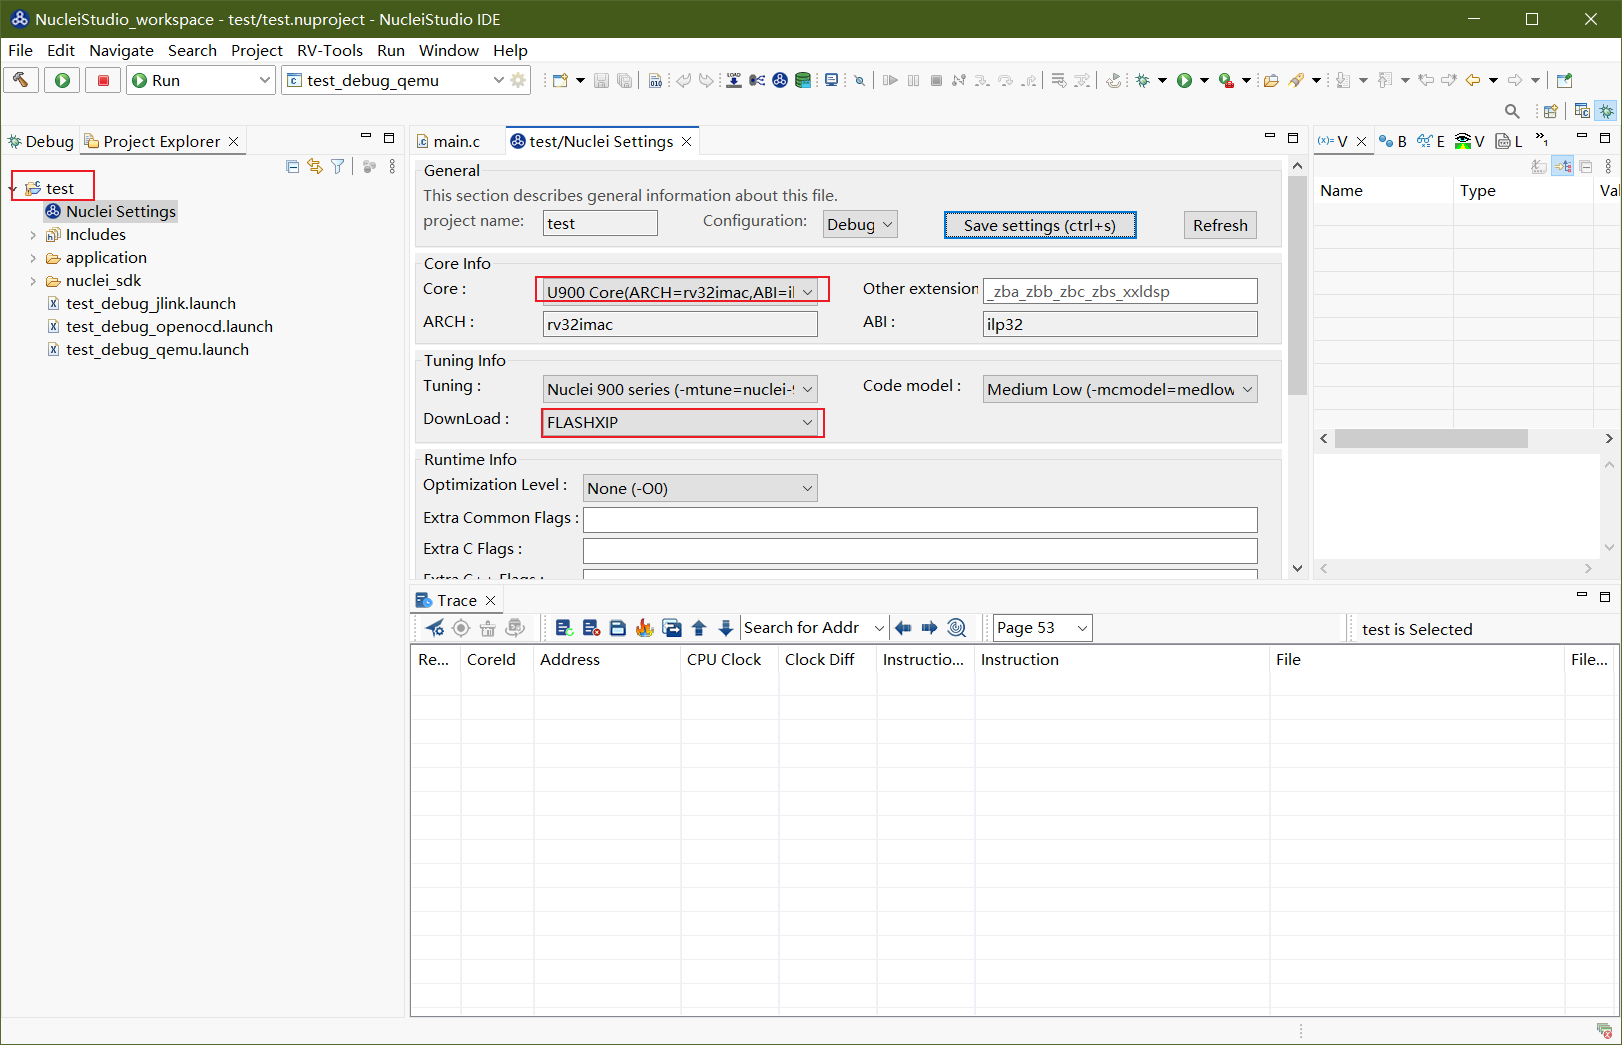 NucleiStudio_workspace - test/test.nuproject - NucleiStudio IDE
File Edit Navigate Search Project RV-Tools Run Window Help
Run
test_debug_qemu
Debug
Project Explorer
test
Nuclei Settings
Includes
application
nuclei_sdk
test_debug_jlink.launch
test_debug_openocd.launch
test_debug_qemu.launch
main.c
test/Nuclei Settings
General
This section describes general information about this file.
project name: test Configuration: Debug Save settings (ctrl+s) Refresh
Core Info
Core : U900 Core(ARCH=rv32imac,ABI=il Other extension _zba_zbb_zbc_zbs_xxldsp
ARCH : rv32imac ABI : ilp32
Tuning Info
Tuning : Nuclei 900 series (-mtune=nuclei- Code model : Medium Low (-mcmodel=medlow
DownLoad : FLASHXIP
Runtime Info
Optimization Level : None (-O0)
Extra Common Flags :
Extra C Flags :
Extra C++ Flags :
(x)= V B E V L 1
Name Type Val
Trace
Search for Addr Page 53 test is Selected
Re... CoreId Address CPU Clock Clock Diff Instructio... Instruction File File...